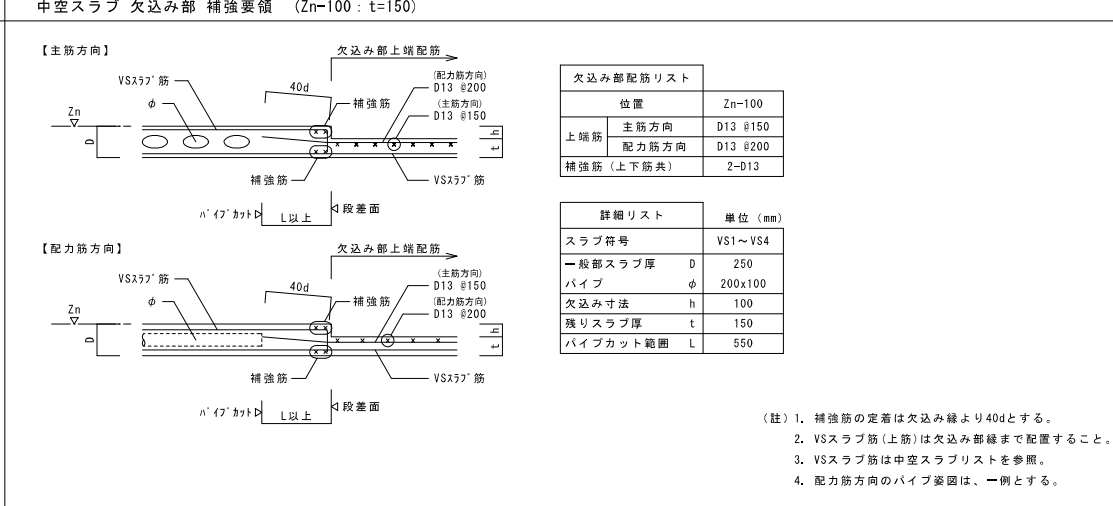 中空スラブ 欠込み部 補強要領 (Zn-100：t=150)
【主筋方向】
欠込み部上端配筋
VSｽﾗﾌﾞ筋
40d
(配力筋方向)
D13 @200
φ
補強筋
(主筋方向)
D13 @150
Zn
D
h
t
補強筋
VSｽﾗﾌﾞ筋
ﾊﾟｲﾌﾟｶｯﾄ
L以上
段差面
【配力筋方向】
欠込み部上端配筋
VSｽﾗﾌﾞ筋
40d
(主筋方向)
D13 @150
φ
補強筋
(配力筋方向)
D13 @200
Zn
D
h
t
補強筋
VSｽﾗﾌﾞ筋
ﾊﾟｲﾌﾟｶｯﾄ
L以上
段差面
欠込み部配筋リスト
位置 Zn-100
上端筋 主筋方向 D13 @150
配力筋方向 D13 @200
補強筋（上下筋共） 2-D13
詳細リスト 単位（mm）
スラブ符号 VS1～VS4
一般部スラブ厚 D 250
パイプ φ 200x100
欠込み寸法 h 100
残りスラブ厚 t 150
パイプカット範囲 L 550
（註）1. 補強筋の定着は欠込み縁より40dとする。
2. VSスラブ筋(上筋)は欠込み部縁まで配置すること。
3. VSスラブ筋は中空スラブリストを参照。
4. 配力筋方向のパイプ姿図は、一例とする。